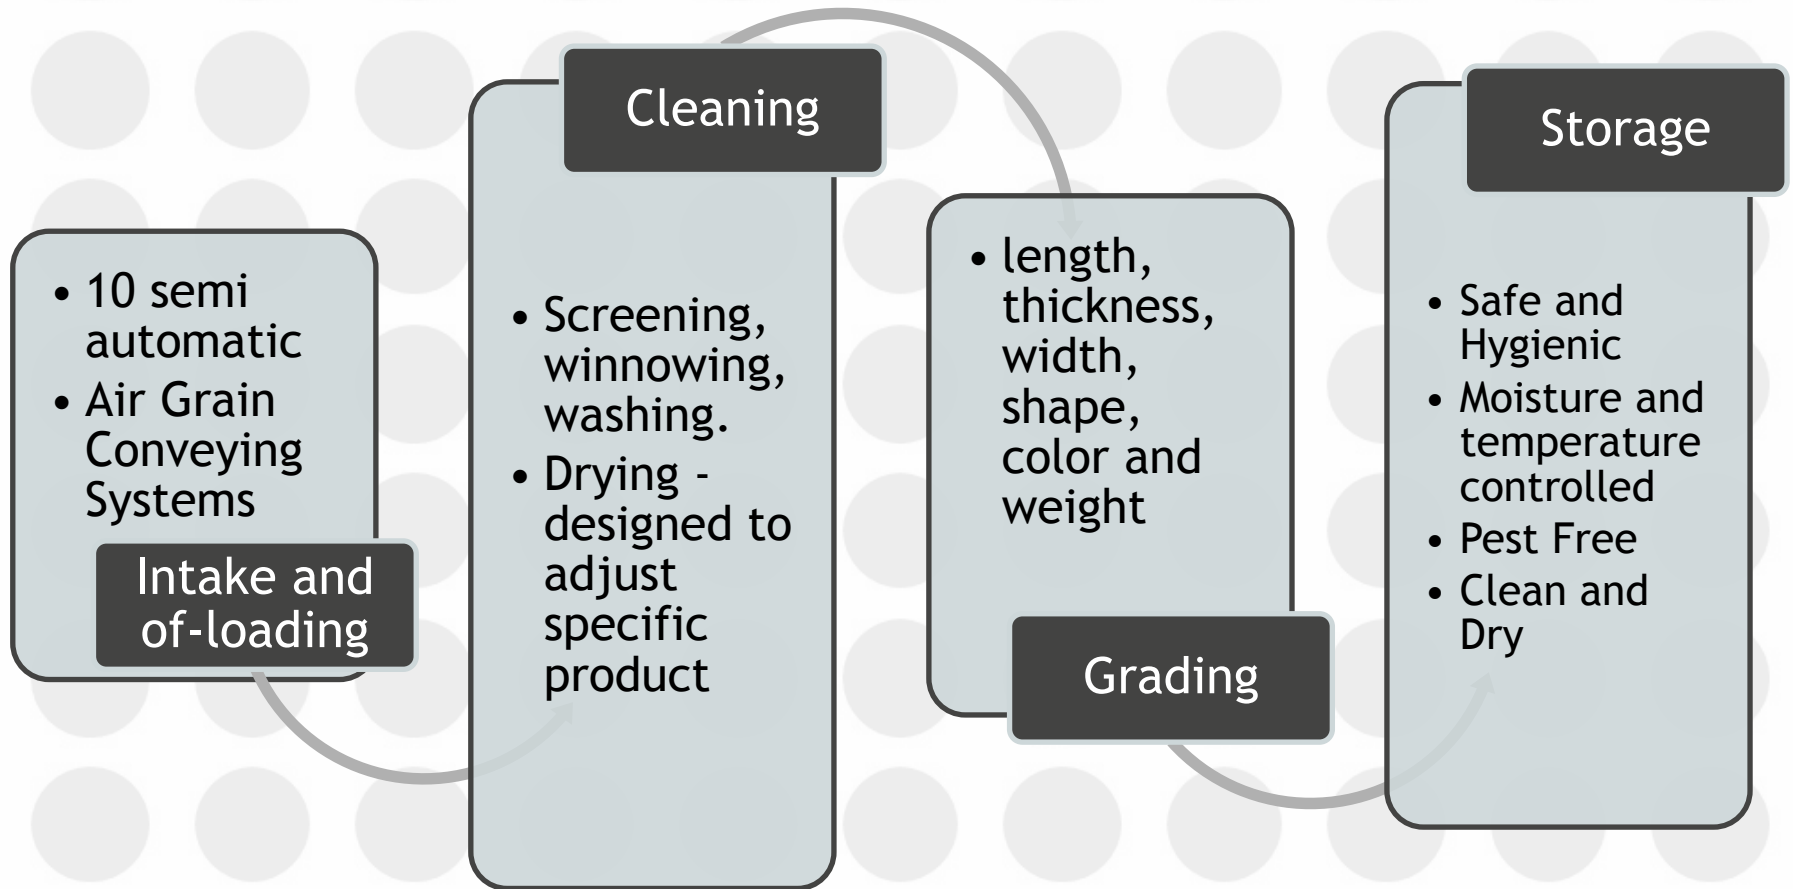 • 10 semi
automatic
• Air Grain
Conveying
Systems
Intake and
of-loading
Cleaning
• Screening,
winnowing,
washing.
• Drying -
designed to
adjust
specific
product
• length,
thickness,
width,
shape,
color and
weight
Grading
Storage
• Safe and
Hygienic
• Moisture and
temperature
controlled
• Pest Free
• Clean and
Dry